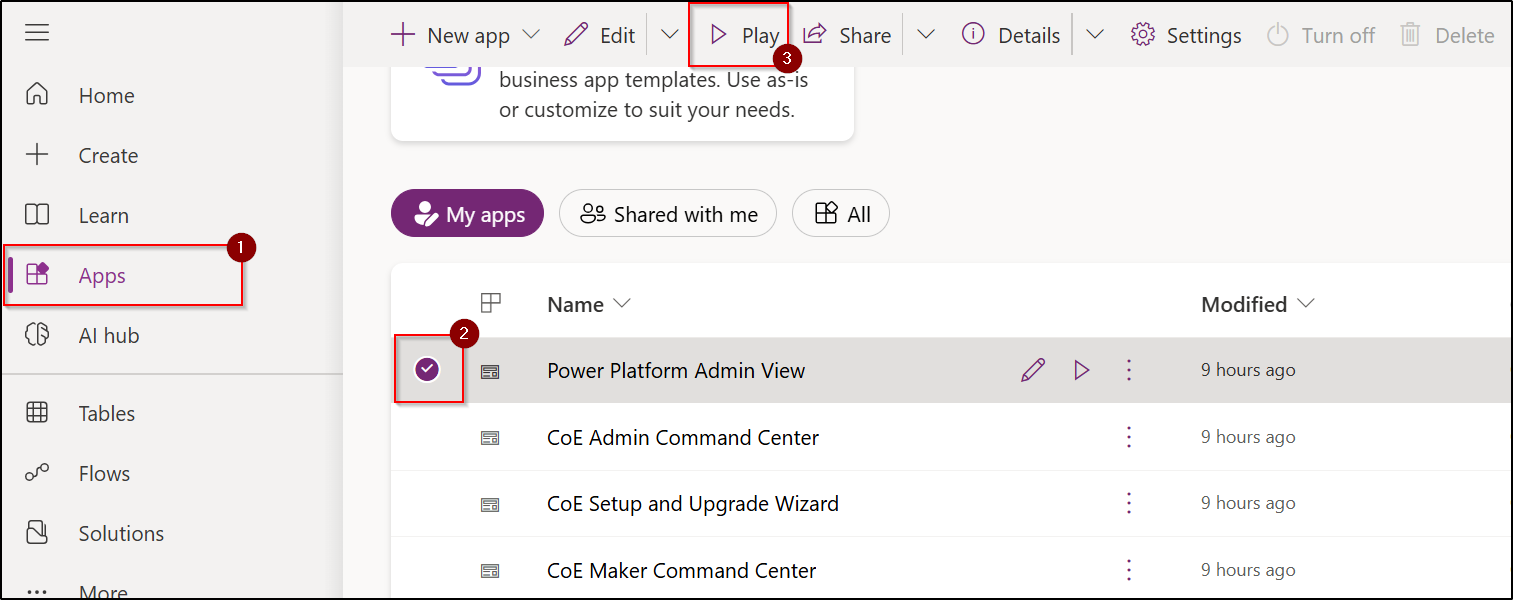 New app
Edit
Play
Share
Details
Settings
Turn off
Delete
3
business app templates. Use as-is
or customize to suit your needs.
Home
Create
Learn
1
Apps
AI hub
Tables
Flows
Solutions
More
My apps
Shared with me
All
Name
Modified
2
Power Platform Admin View
9 hours ago
CoE Admin Command Center
9 hours ago
CoE Setup and Upgrade Wizard
9 hours ago
CoE Maker Command Center
9 hours ago